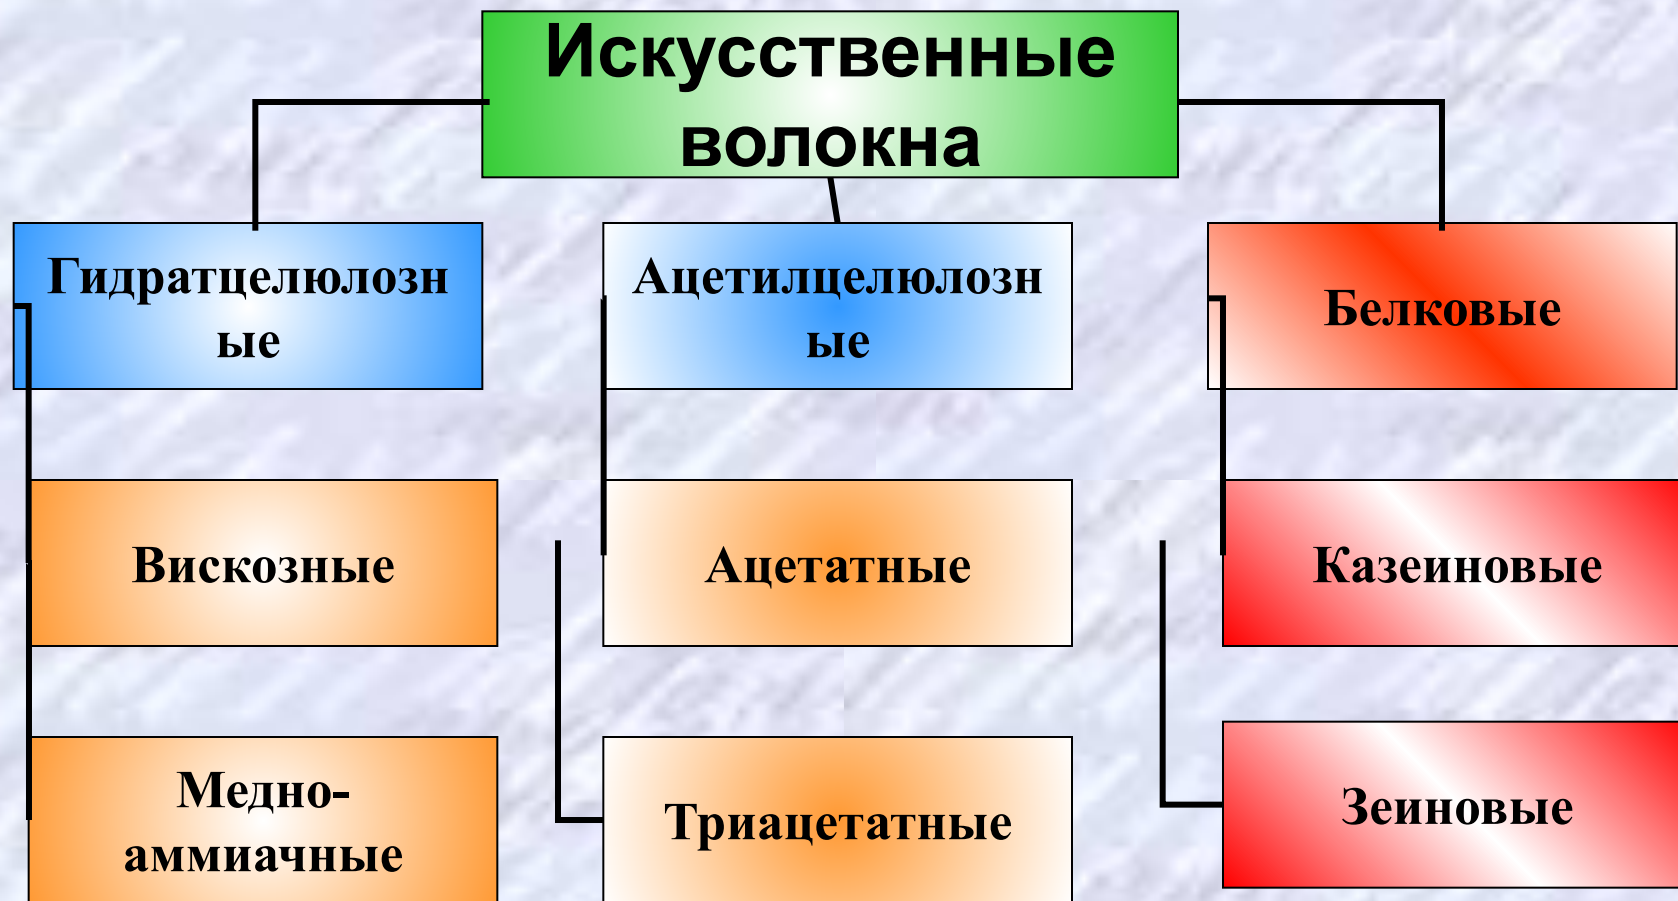 Искусственные
волокна
Гидратцелюлозн
ые
Ацетилцелюлозн
ые
Белковые
Вискозные
Ацетатные
Казеиновые
Медно-
аммиачные
Триацетатные
Зеиновые